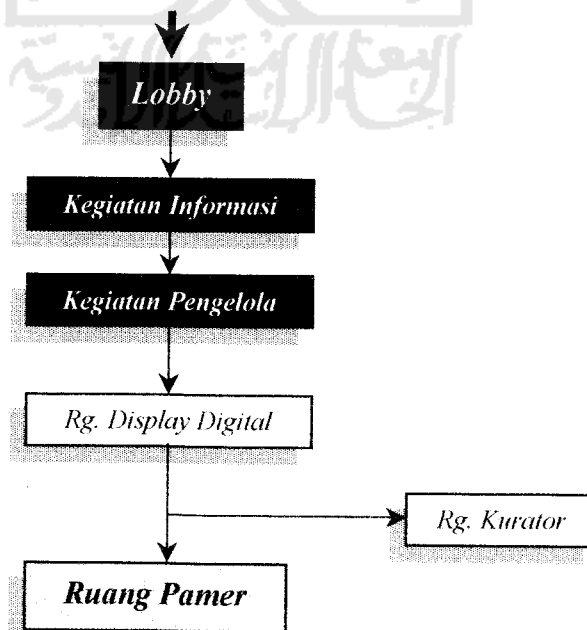 Lobby
Kegiatan Informasi
Kegiatan Pengelola
Rg. Display Digital
Rg. Kurator
Ruang Pamer